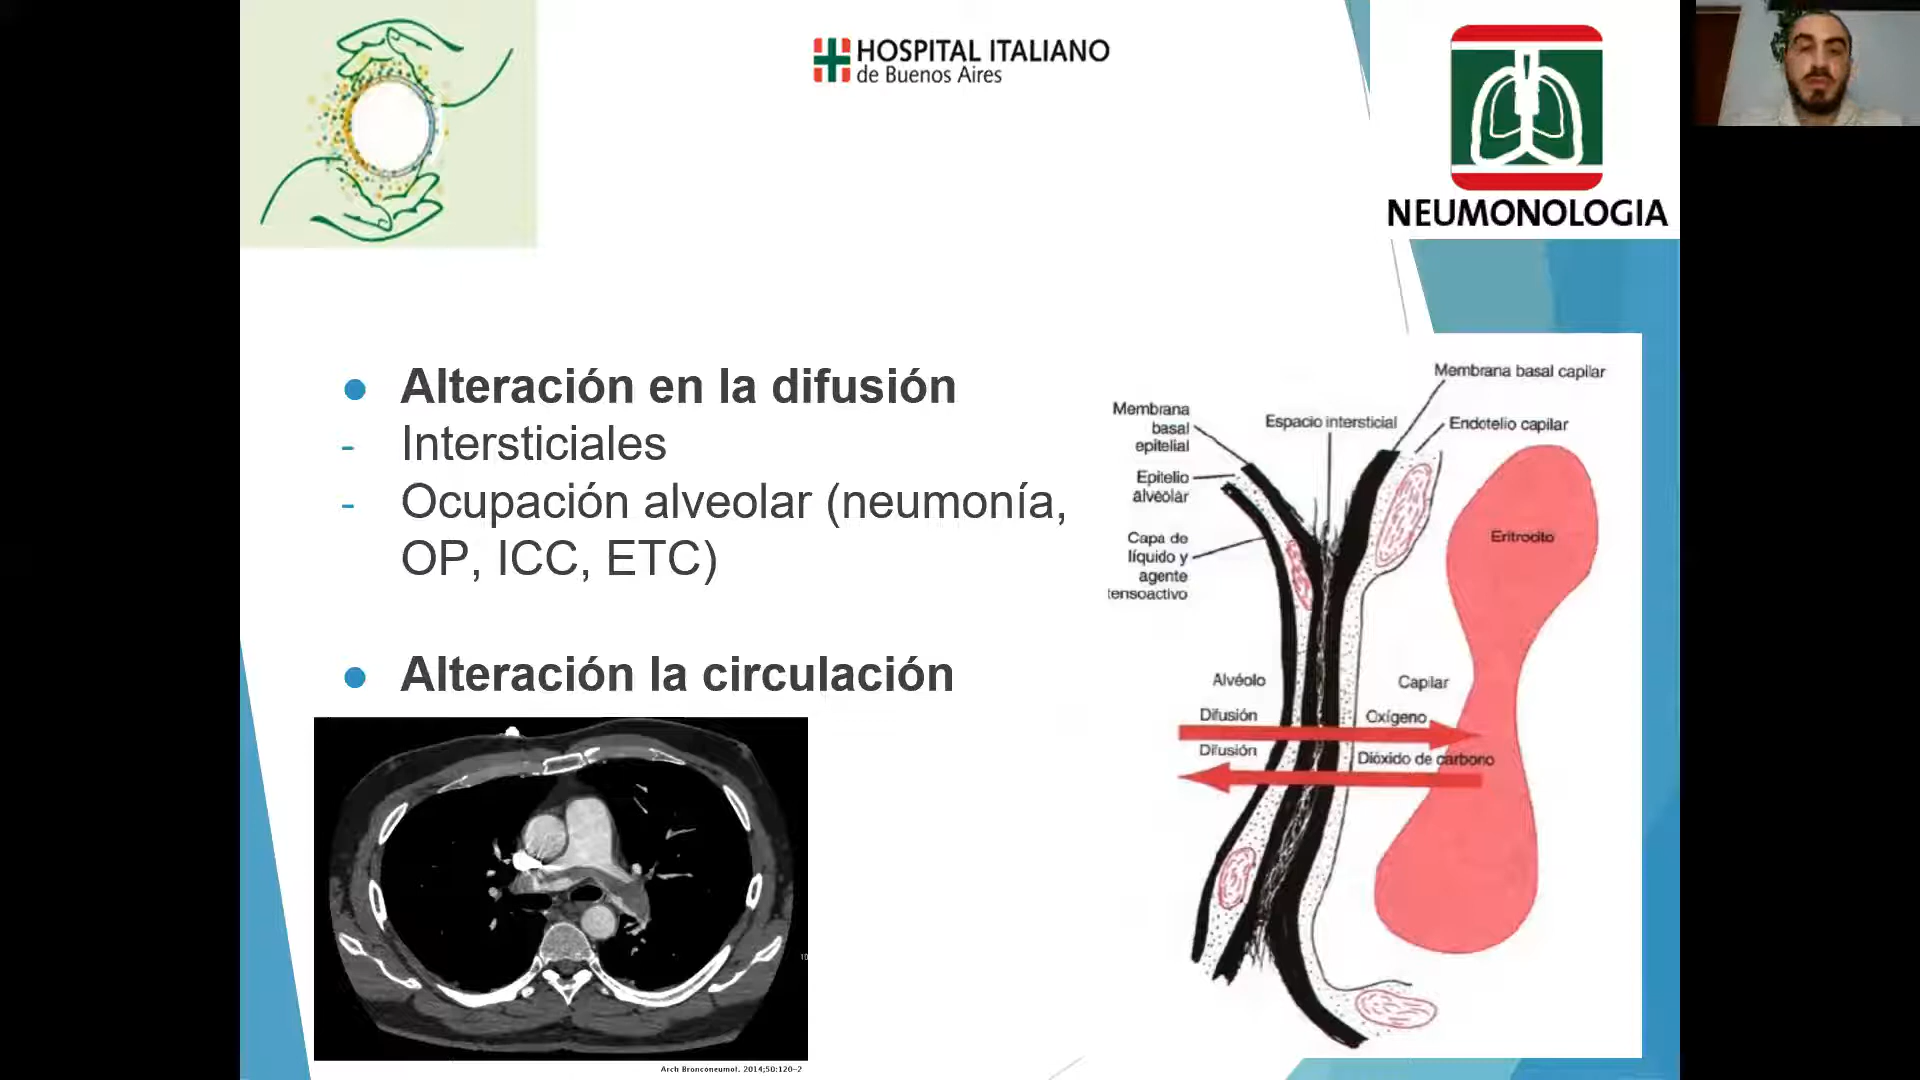 HOSPITAL ITALIANO
de Buenos Aires
NEUMONOLOGIA
● Alteración en la difusión
- Intersticiales
- Ocupación alveolar (neumonía,
OP, ICC, ETC)
● Alteración la circulación
Membrana basal capilar
Membrana
basal
epitelial
Espacio intersticial
Endotelio capilar
Epitelio
alveolar
Capa de
líquido y
agente
tensoactivo
Eritrocito
Alvéolo
Capilar
Difusión
Oxígeno
Difusión
Dióxido de carbono
10
Arch Bronconeumol. 2014;50:120-2